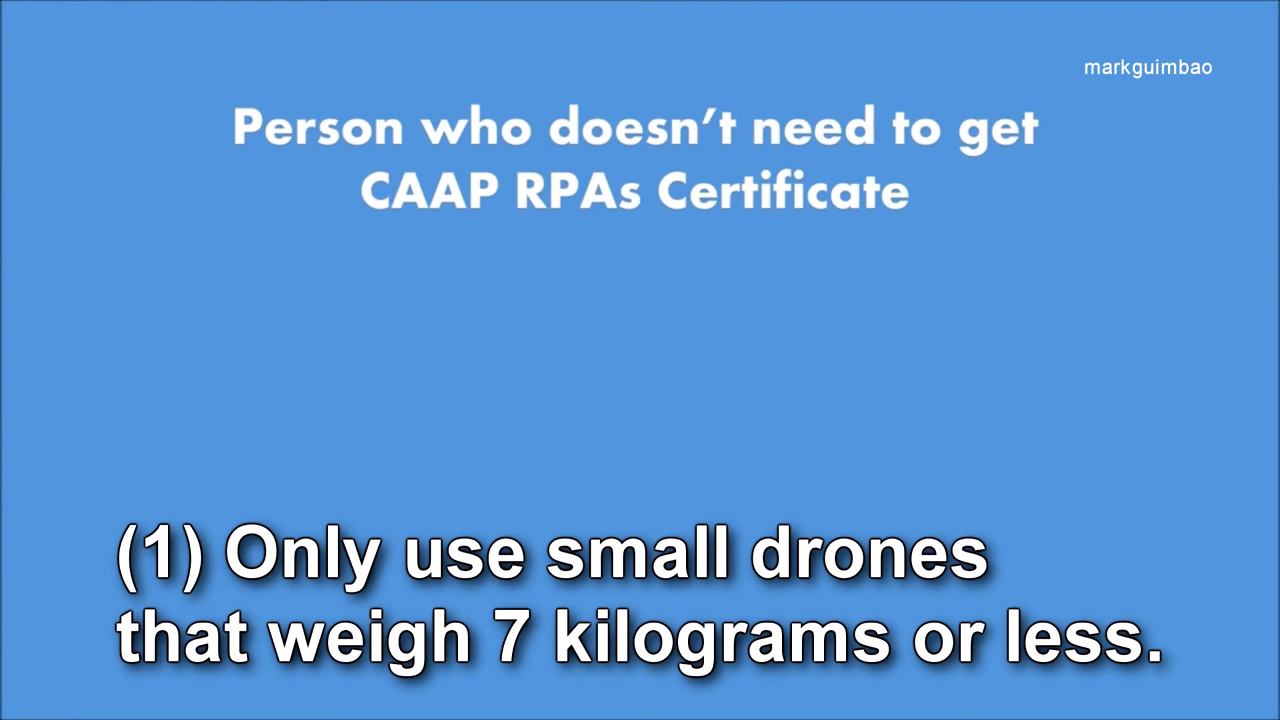 markguimbao
Person who doesn’t need to get
CAAP RPAs Certificate
(1) Only use small drones
that weigh 7 kilograms or less.